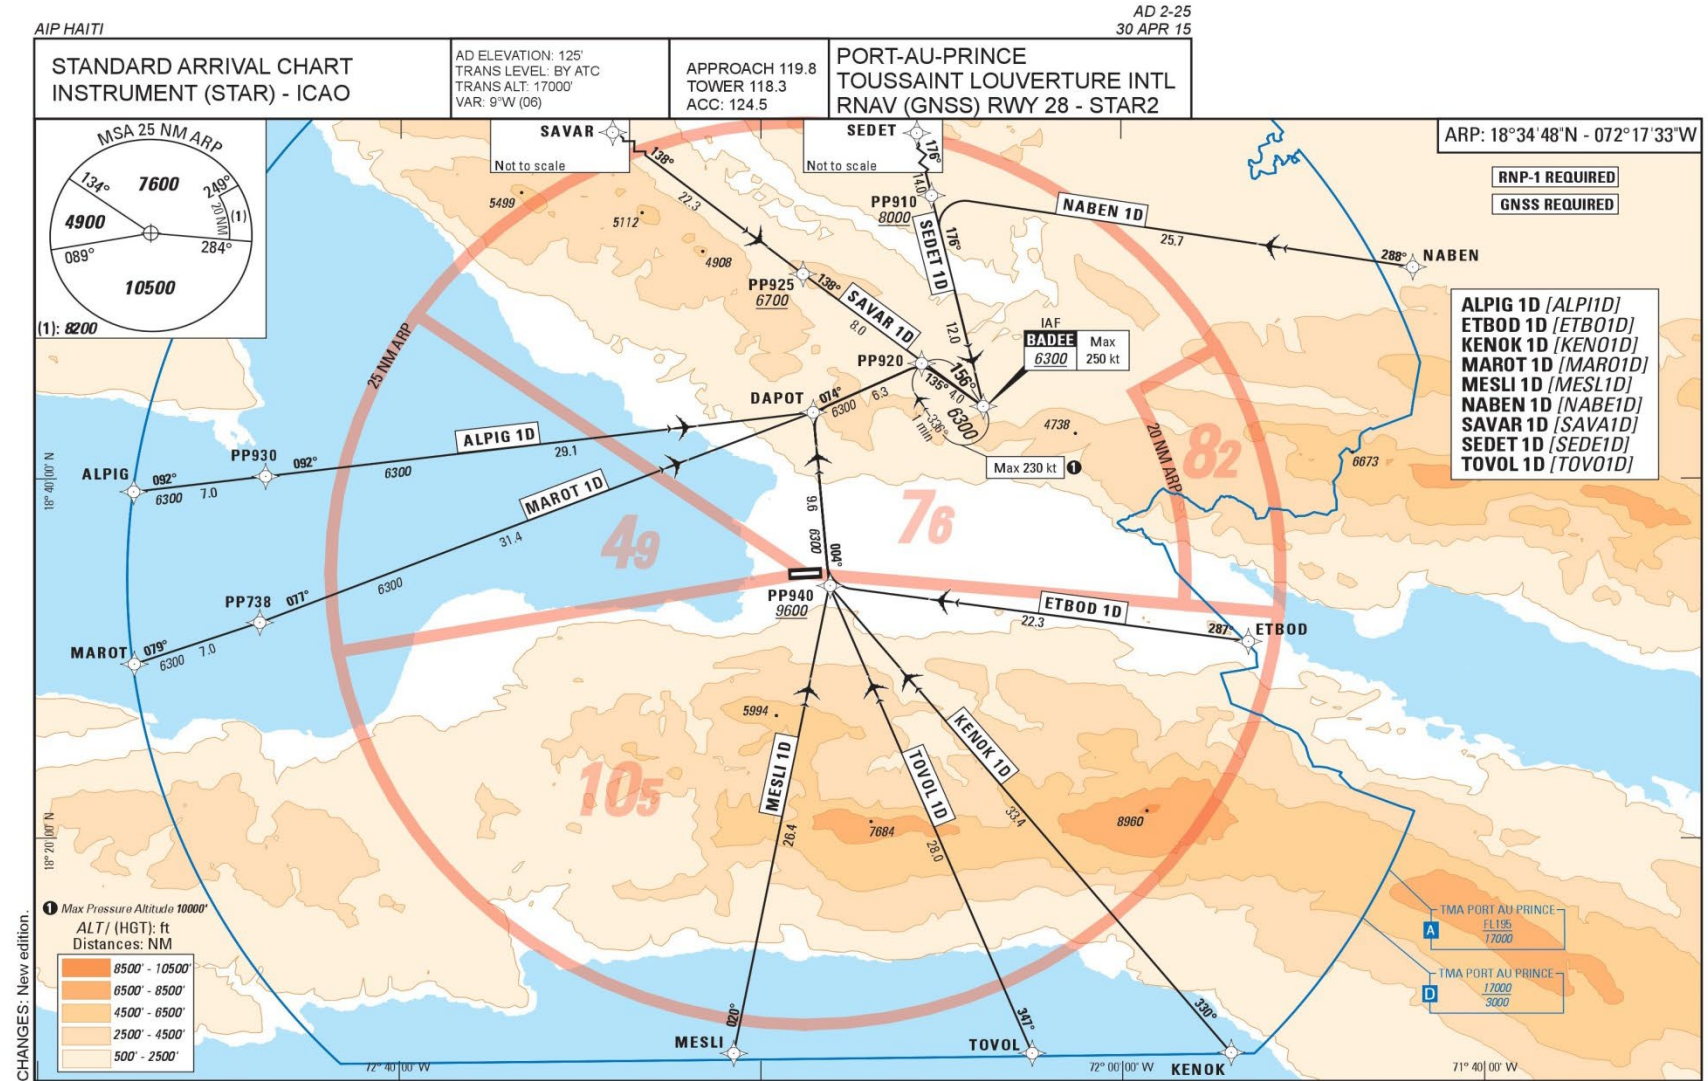 AIP HAITI
AD 2-25
30 APR 15
STANDARD ARRIVAL CHART
INSTRUMENT (STAR) - ICAO
AD ELEVATION: 125'
TRANS LEVEL: BY ATC
TRANS ALT: 17000'
VAR: 9°W (06)
APPROACH 119.8
TOWER 118.3
ACC: 124.5
PORT-AU-PRINCE
TOUSSAINT LOUVERTURE INTL
RNAV (GNSS) RWY 28 - STAR2
MSA 25 NM ARP
134°
7600
249°
20 NM
(1)
4900
089°
284°
10500
(1): 8200
SAVAR
Not to scale
SEDET
Not to scale
ARP: 18°34'48"N - 072°17'33"W
RNP-1 REQUIRED
GNSS REQUIRED
138°
22.3
176°
14.0
PP910
8000
NABEN 1D
25.7
288°
NABEN
5499
5112
4908
176°
SEDET 1D
12.0
PP925
6700
138°
SAVAR 1D
8.0
IAF
BADEE
6300
Max
250 kt
ALPIG 1D [ALPI1D]
ETBOD 1D [ETBO1D]
KENOK 1D [KENO1D]
MAROT 1D [MARO1D]
MESLI 1D [MESL1D]
NABEN 1D [NABE1D]
SAVAR 1D [SAVA1D]
SEDET 1D [SEDE1D]
TOVOL 1D [TOVO1D]
25 NM ARP
PP920
156°
135° 4.0
6300
336°
1 min
DAPOT
074°
6300 6.3
4738
Max 230 kt 1
20 NM ARP
82
6673
ALPIG 1D
29.1
PP930
092°
6300
ALPIG
092°
6300 7.0
18° 40' 00" N
MAROT 1D
31.4
6300
49
76
9.6
6300
004°
PP738
077°
PP940
9600
ETBOD 1D
22.3
287°
ETBOD
MAROT
079°
6300 7.0
5994
MESLI 1D
26.4
TOVOL 1D
28.0
KENOK 1D
33.4
105
7684
8960
18° 20' 00" N
1 Max Pressure Altitude 10000'
ALT / (HGT): ft
Distances: NM
8500' - 10500'
6500' - 8500'
4500' - 6500'
2500' - 4500'
500' - 2500'
TMA PORT AU PRINCE
A
FL195
17000
TMA PORT AU PRINCE
D
17000
3000
020°
MESLI
347°
TOVOL
330°
KENOK
72° 40' 00" W
72° 00' 00" W
71° 40' 00" W
CHANGES: New edition.